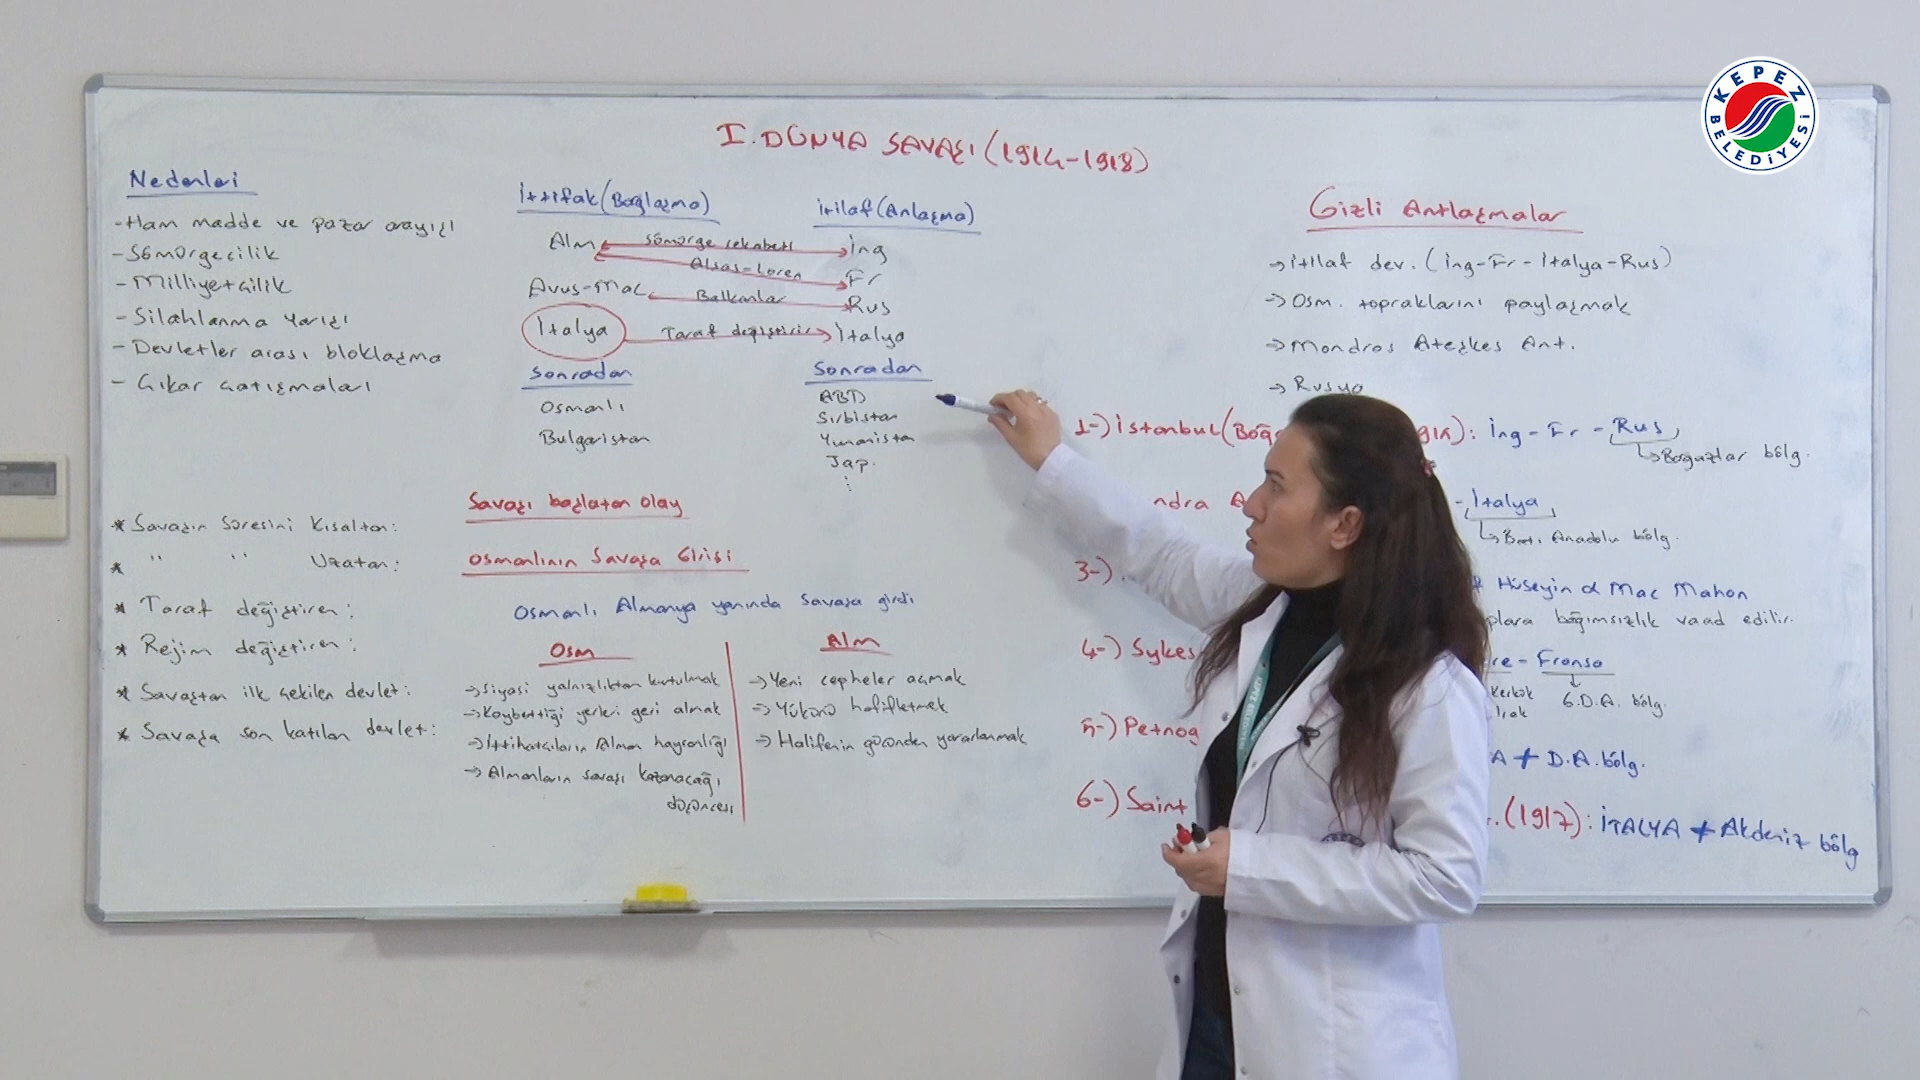 KEPEZ BELEDİYESİ
I. DÜNYA SAVAŞI (1914-1918)
Nedenleri
- Ham madde ve pazar arayışı
- Sömürgecilik
- Milliyetçilik
- Silahlanma Yarışı
- Devletler arası bloklaşma
- Çıkar çatışmaları
İttifak (Bağlaşma)
İtilaf (Anlaşma)
Alm
Sömürge rekabeti
İng
Alsas-Loren
Fr
Avus-Mac
Balkanlar
Rus
İtalya
Taraf değiştirir
İtalya
Sonradan
Osmanlı
Bulgaristan
Sonradan
ABD
Sırbistan
Yunanistan
Jap.
* Savaşın Süresini Kısaltan:
* " " Uzatan:
* Taraf değiştiren:
* Rejim değiştiren:
* Savaştan ilk çekilen devlet:
* Savaşa son katılan devlet:
Savaşı başlatan olay
Osmanlının Savaşa Girişi
Osmanlı Almanya yanında Savaşa girdi
Osm
→ Siyasi yalnızlıktan kurtulmak
→ Kaybettiği yerleri geri almak
→ İttihatçıların Alman hayranlığı
→ Almanların savaşı kazanacağı
düşüncesi
Alm
→ Yeni cepheler açmak
→ Yükünü hafifletmek
→ Halifenin gücünden yararlanmak
Gizli Antlaşmalar
→ itilaf dev. (İng-Fr-İtalya-Rus)
→ Osm. topraklarını paylaşmak
→ Mondros Ateşkes Ant.
→ Rusya
1-) İstanbul (Boğ
: İng-Fr-Rus
↳ Boğazlar bölg.
ndra A
- İtalya
↳ Batı Anadolu bölg.
3-)
Hüseyin Mac Mahon
plara bağımsızlık vaad edilir.
4-) Sykes
re - Fransa
Kerkük
Irak
G.D.A. bölg.
5-) Petrog
A + D.A. bölg.
6-) Saint
. (1917): İTALYA + Akdeniz bölg